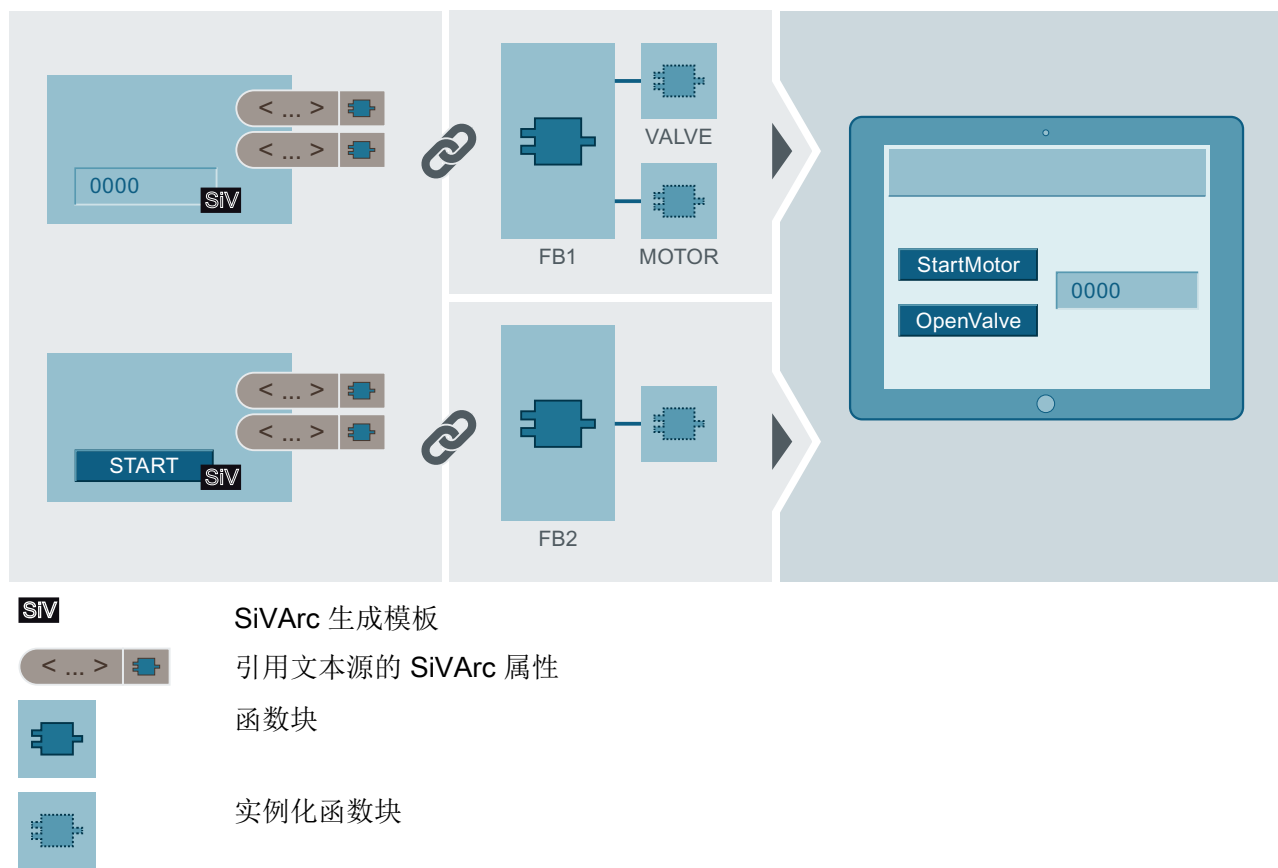 < ... >
< ... >
0000
SiV
VALVE
FB1
MOTOR
StartMotor
0000
OpenValve
< ... >
< ... >
START
SiV
FB2
SiV
SiVArc 生成模板
< ... >
引用文本源的 SiVArc 属性
函数块
实例化函数块